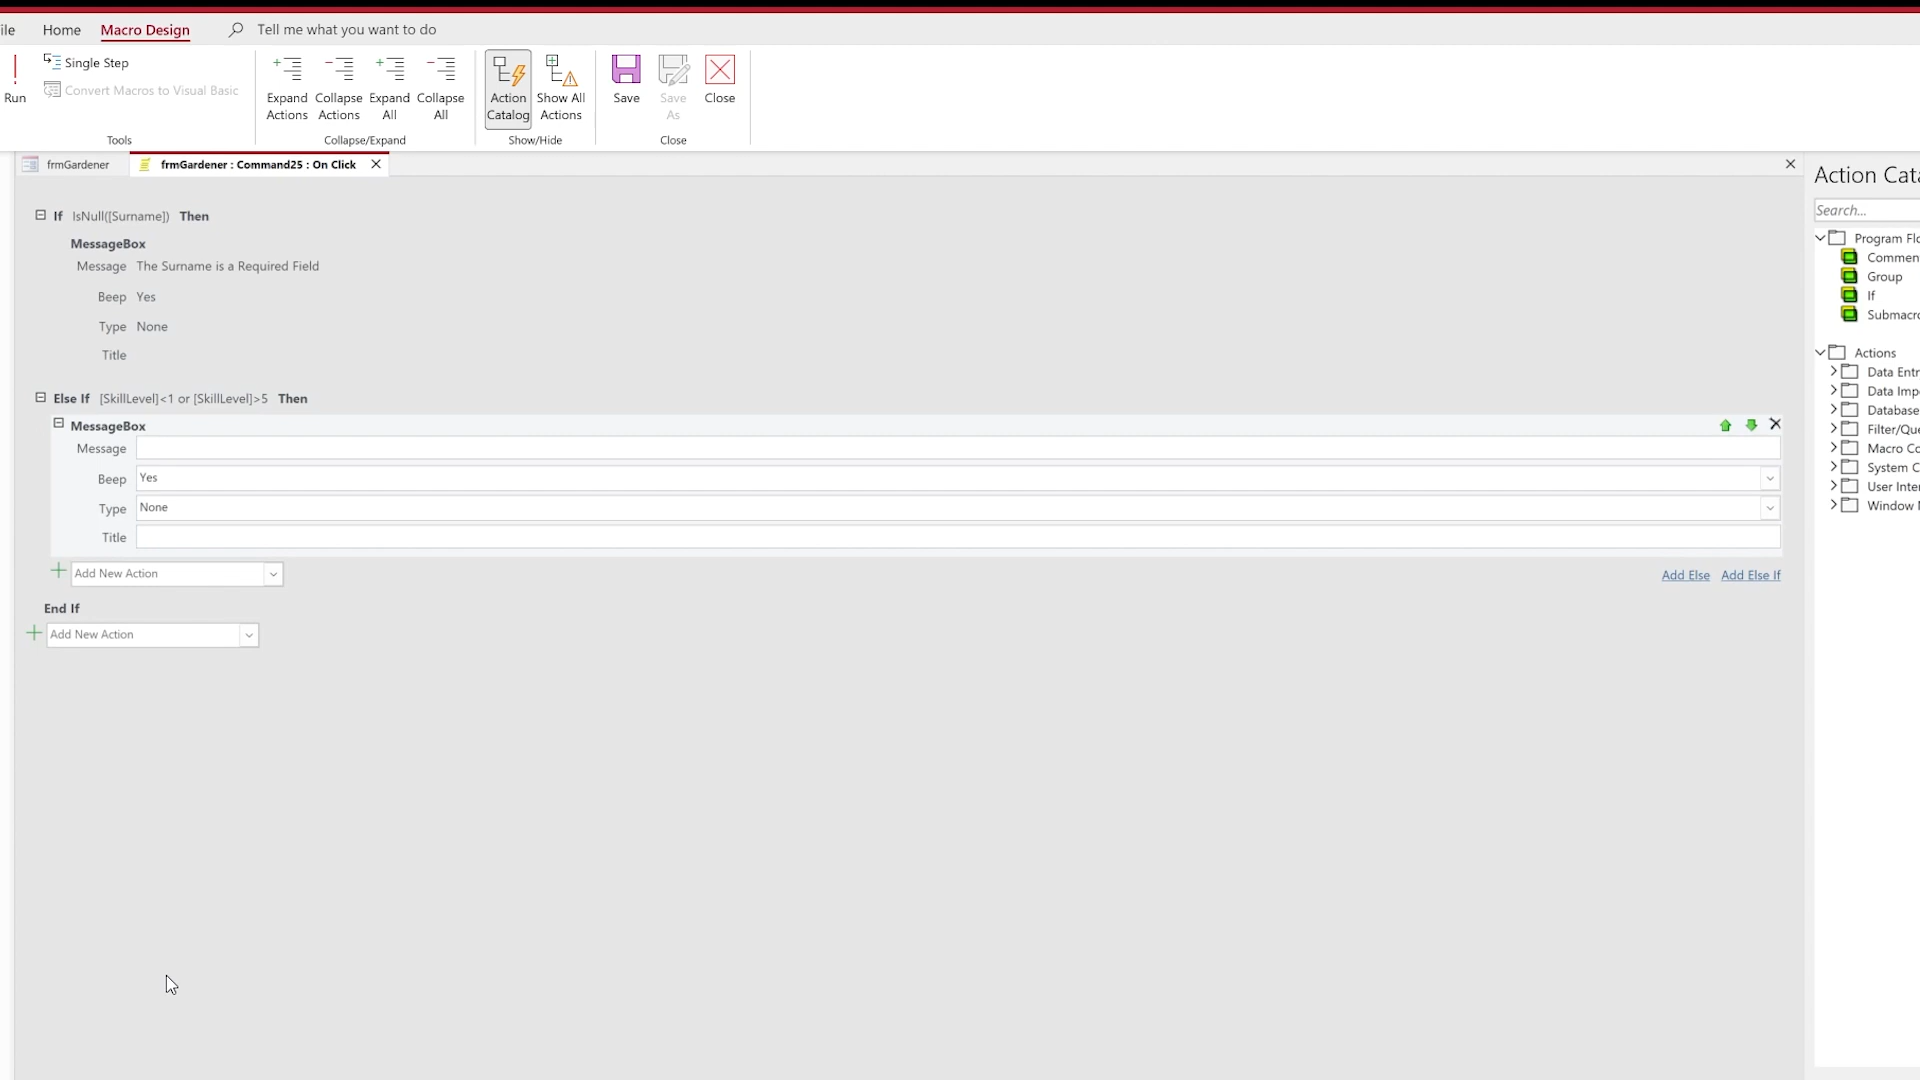 ile Home Macro Design Tell me what you want to do
Run
Single Step
Convert Macros to Visual Basic
Tools
Expand Actions
Collapse Actions
Expand All
Collapse All
Collapse/Expand
Action Catalog
Show All Actions
Show/Hide
Save
Save As
Close
Close
frmGardener
frmGardener : Command25 : On Click
If IsNull([Surname]) Then
MessageBox
Message The Surname is a Required Field
Beep Yes
Type None
Title
Else If [SkillLevel]<1 or [SkillLevel]>5 Then
MessageBox
Message
Beep Yes
Type None
Title
Add New Action
Add Else Add Else If
End If
Add New Action
Action Cata
Search...
Program Flo
Commen
Group
If
Submacro
Actions
Data Entr
Data Imp
Database
Filter/Que
Macro Co
System C
User Inter
Window M